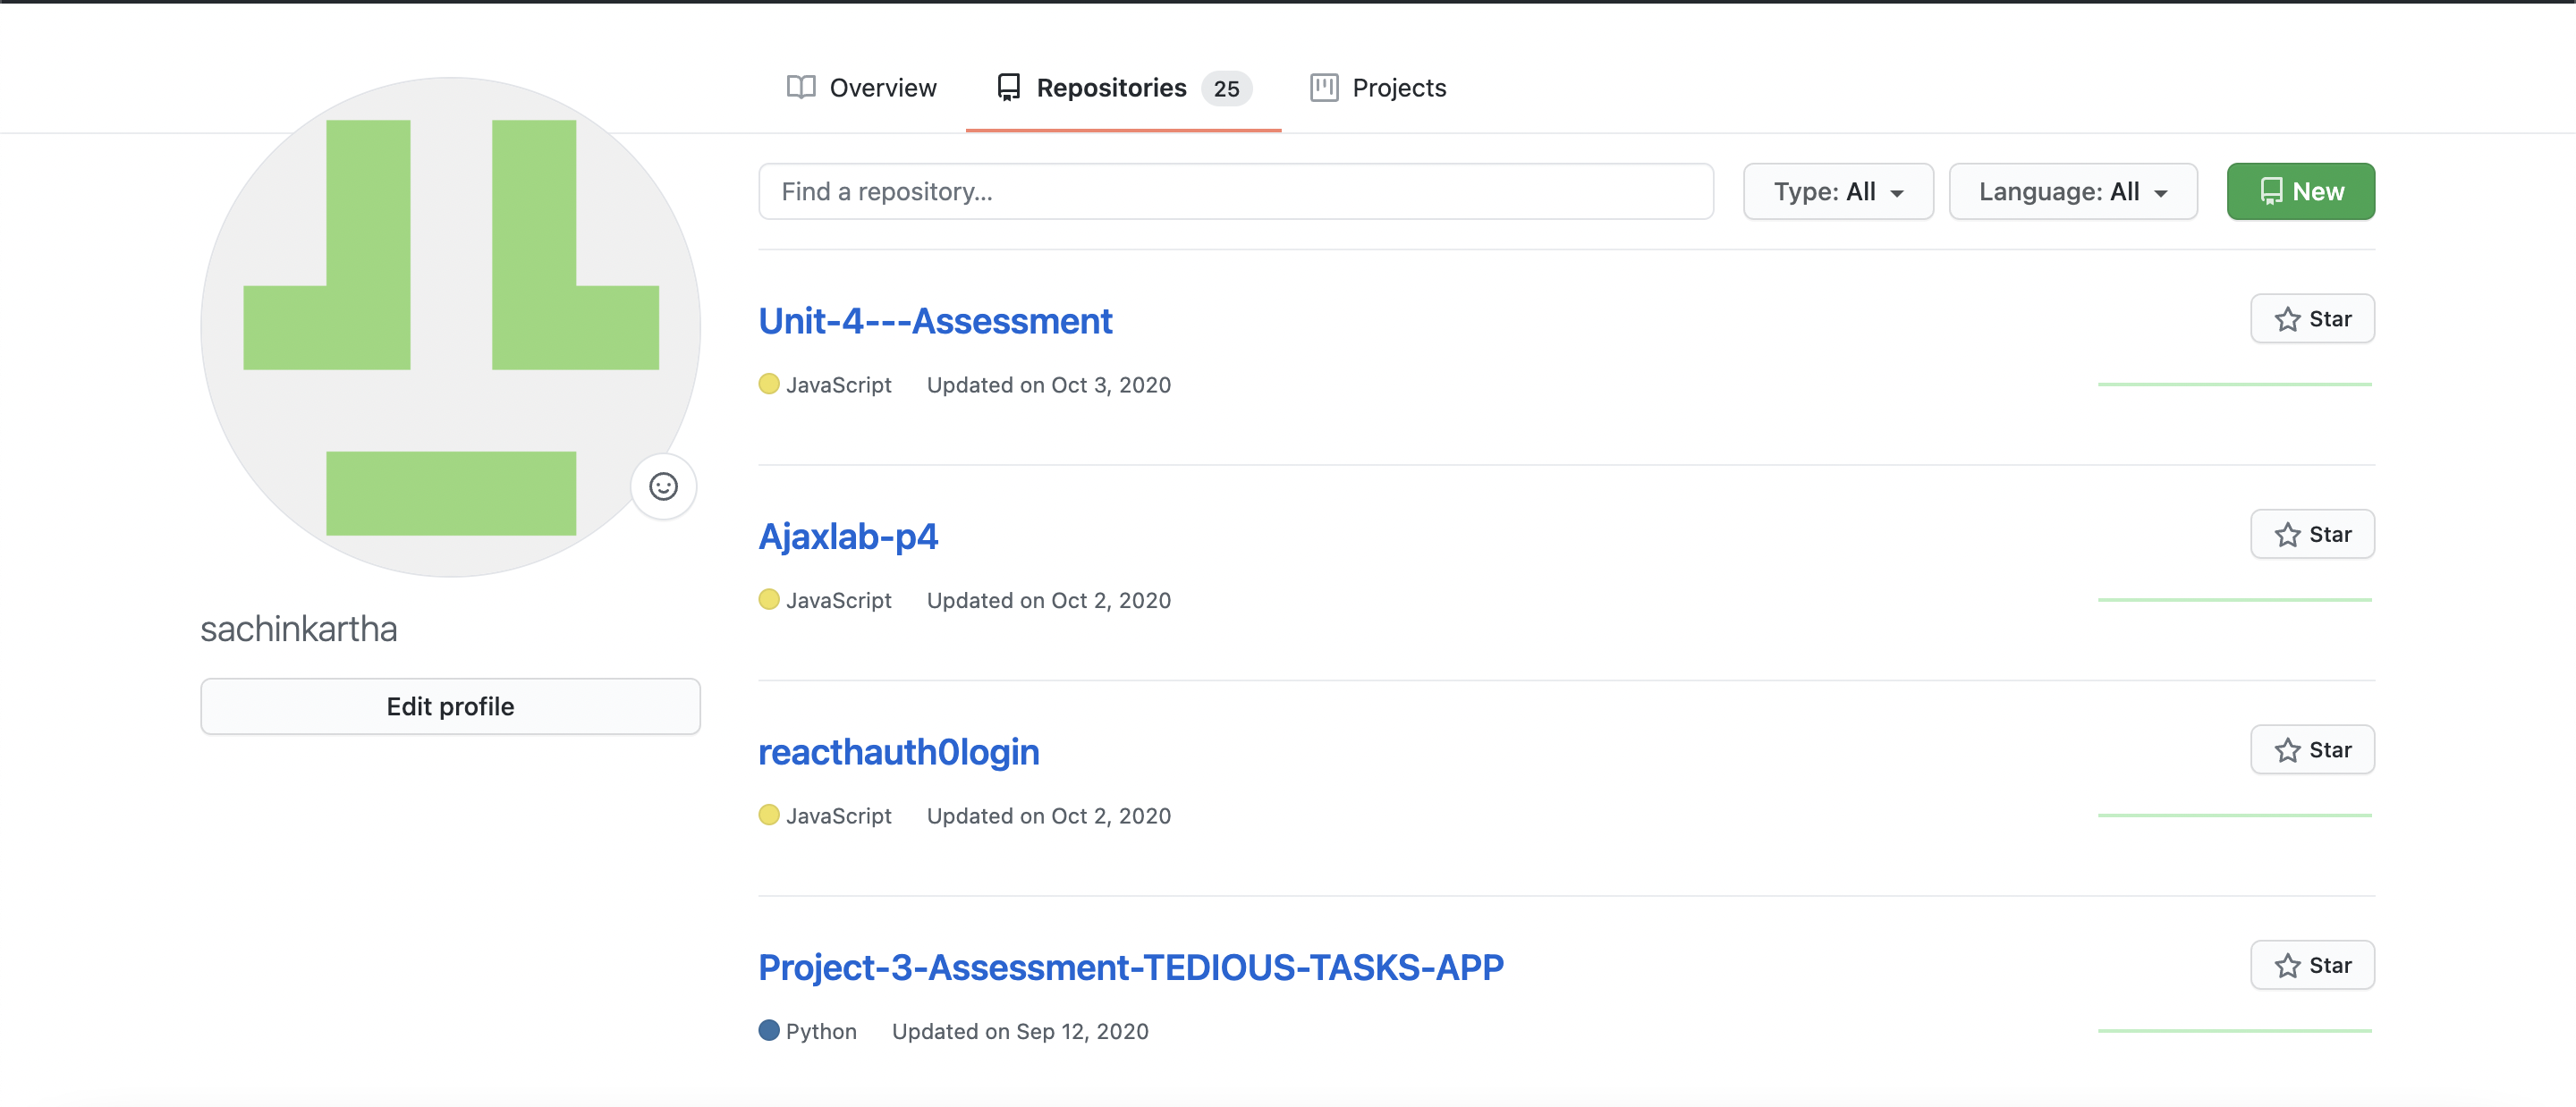 Overview Repositories 25 Projects
Find a repository... Type: All Language: All New
Unit-4---Assessment Star
JavaScript Updated on Oct 3, 2020
Ajaxlab-p4 Star
JavaScript Updated on Oct 2, 2020
sachinkartha
Edit profile
reacthauth0login Star
JavaScript Updated on Oct 2, 2020
Project-3-Assessment-TEDIOUS-TASKS-APP Star
Python Updated on Sep 12, 2020